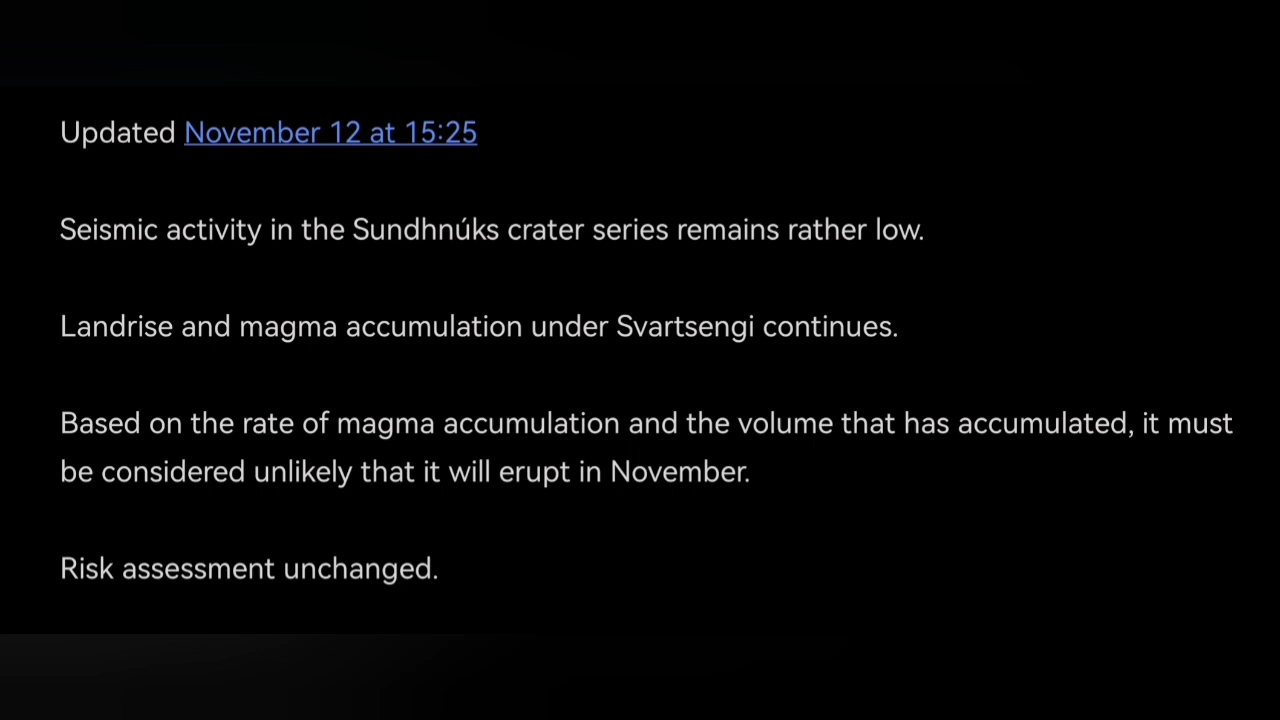 Updated November 12 at 15:25
Seismic activity in the Sundhnúks crater series remains rather low.
Landrise and magma accumulation under Svartsengi continues.
Based on the rate of magma accumulation and the volume that has accumulated, it must
be considered unlikely that it will erupt in November.
Risk assessment unchanged.